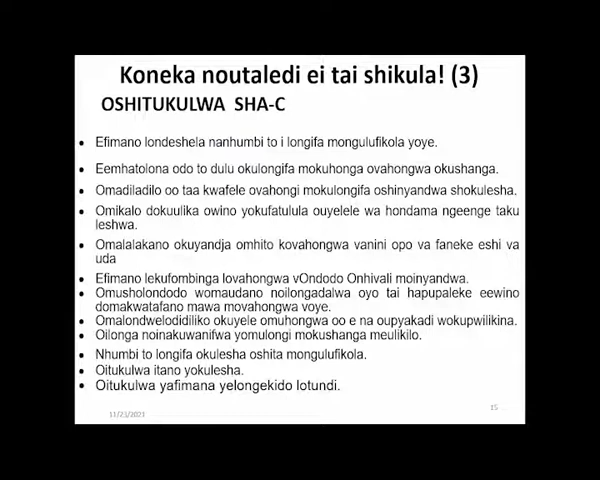 Koneka noutaledi ei tai shikula! (3)
OSHITUKULWA SHA-C
• Efimano londeshela nanhumbi to i longifa mongulufikola yoye.
• Eemhatolona odo to dulu okulongifa mokuhonga ovahongwa okushanga.
• Omadiladilo oo taa kwafele ovahongi mokulongifa oshinyandwa shokulesha.
• Omikalo dokuulika owino yokufatulula ouyelele wa hondama ngeenge taku
leshwa.
• Omalalakano okuyandja omhito kovahongwa vanini opo va faneke eshi va
uda
• Efimano lekufombinga lovahongwa vOndodo Onhivali moinyandwa.
• Omusholondodo womaudano noilongadalwa oyo tai hapupaleke eewino
domakwatafano mawa movahongwa voye.
• Omalondwelodidiliko okuyele omuhongwa oo e na oupyakadi wokupwilikina.
• Oilonga noinakuwanifwa yomulongi mokushanga meulikilo.
• Nhumbi to longifa okulesha oshita mongulufikola.
• Oitukulwa itano yokulesha.
• Oitukulwa yafimana yelongekido lotundi.
11/23/2023
15